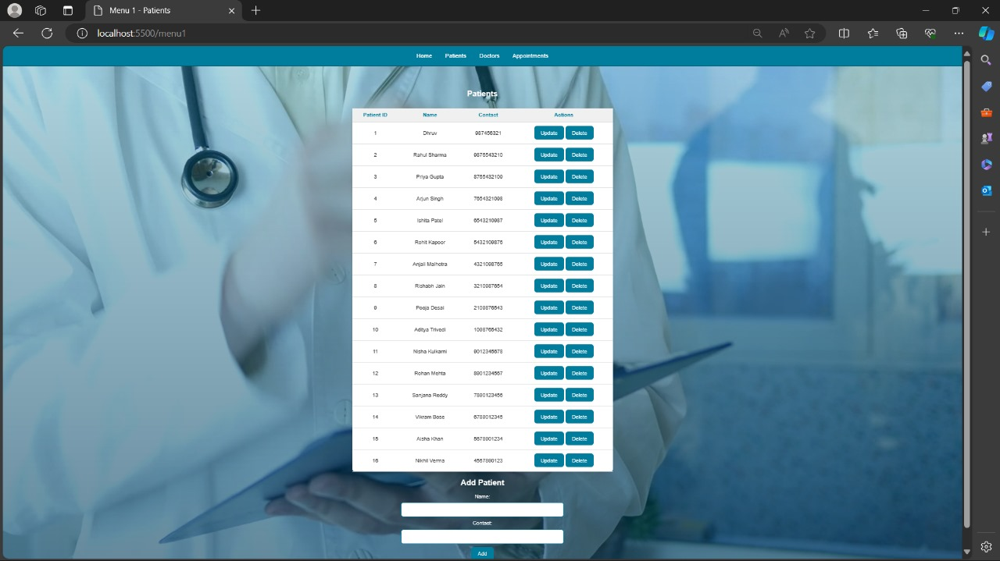 Menu 1 - Patients
localhost:5500/menu1
Home Patients Doctors Appointments
Patients
Patient ID Name Contact Actions
1 Dhruv 987456321 Update Delete
2 Rahul Sharma 9876543210 Update Delete
3 Priya Gupta 8765432109 Update Delete
4 Arjun Singh 7654321098 Update Delete
5 Ishita Patel 6543210987 Update Delete
6 Rohit Kapoor 5432109876 Update Delete
7 Anjali Malhotra 4321098765 Update Delete
8 Rishabh Jain 3210987654 Update Delete
9 Pooja Desai 2109876543 Update Delete
10 Aditya Trivedi 1098765432 Update Delete
11 Nisha Kulkarni 9012345678 Update Delete
12 Rohan Mehta 8901234567 Update Delete
13 Sanjana Reddy 7890123456 Update Delete
14 Vikram Bose 6789012345 Update Delete
15 Aisha Khan 5678901234 Update Delete
16 Nikhil Verma 4567890123 Update Delete
Add Patient
Name:
Contact:
Add